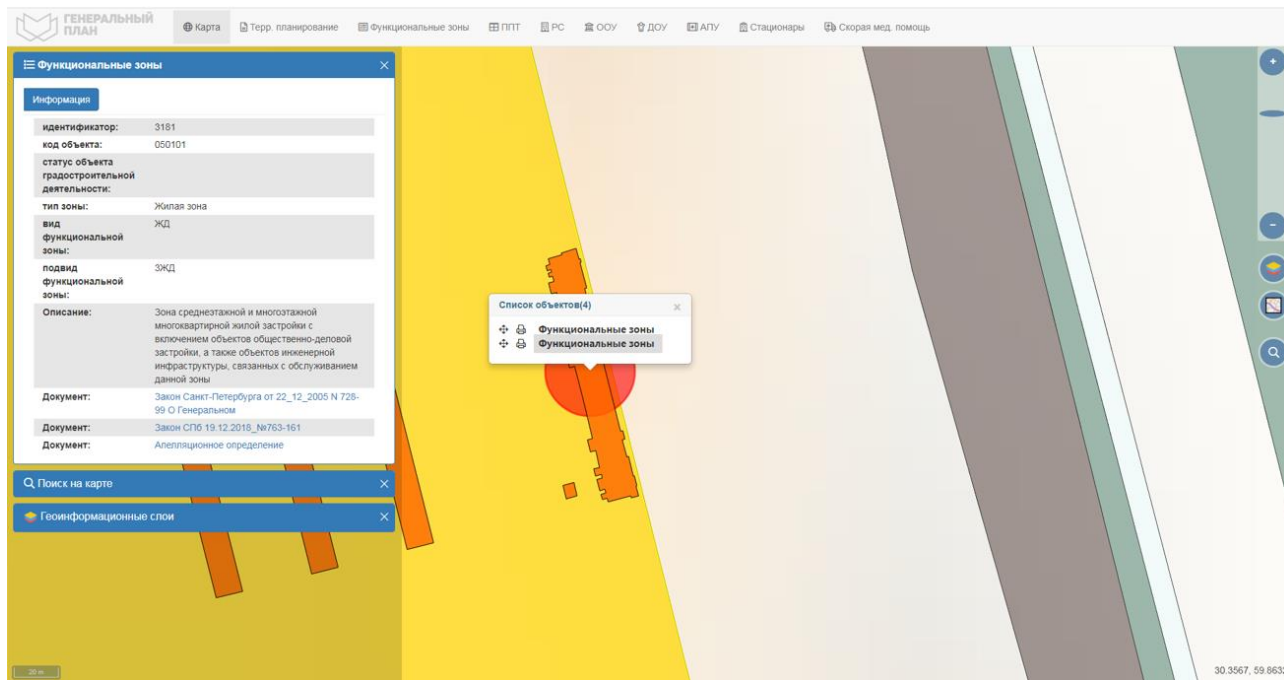 ГЕНЕРАЛЬНЫЙ
ПЛАН
Карта
Терр. планирование
Функциональные зоны
ППТ
РС
ООУ
ДОУ
АПУ
Стационары
Скорая мед. помощь
Функциональные зоны
Информация
идентификатор: 3181
код объекта: 050101
статус объекта
градостроительной
деятельности:
тип зоны: Жилая зона
вид ЖД
функциональной
зоны:
подвид 3ЖД
функциональной
зоны:
Описание: Зона среднеэтажной и многоэтажной
многоквартирной жилой застройки с
включением объектов общественно-деловой
застройки, а также объектов инженерной
инфраструктуры, связанных с обслуживанием
данной зоны
Документ: Закон Санкт-Петербурга от 22_12_2005 N 728-
99 О Генеральном
Документ: Закон СПб 19.12.2018_№763-161
Документ: Апелляционное определение
Поиск на карте
Геоинформационные слои
Список объектов(4)
Функциональные зоны
Функциональные зоны
20 m
30.3567, 59.8632